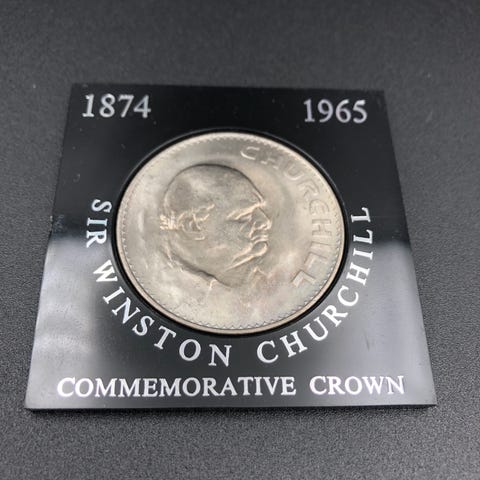 1874 1965
CHURCHILL
SIR WINSTON CHURCHILL
COMMEMORATIVE CROWN